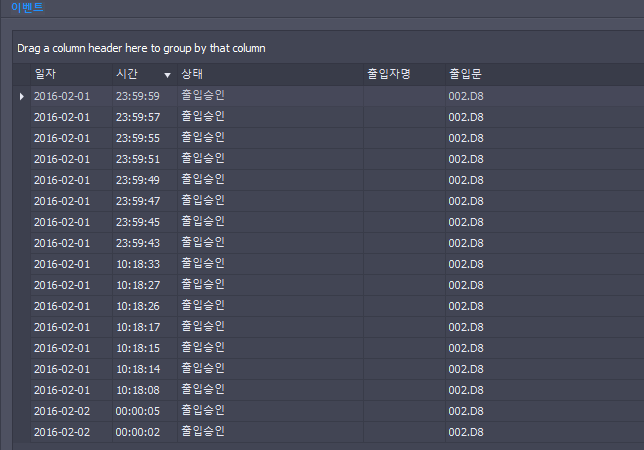 이벤트
Drag a column header here to group by that column
일자 시간 상태 출입자명 출입문
2016-02-01 23:59:59 출입승인 002.D8
2016-02-01 23:59:57 출입승인 002.D8
2016-02-01 23:59:55 출입승인 002.D8
2016-02-01 23:59:51 출입승인 002.D8
2016-02-01 23:59:49 출입승인 002.D8
2016-02-01 23:59:47 출입승인 002.D8
2016-02-01 23:59:45 출입승인 002.D8
2016-02-01 23:59:43 출입승인 002.D8
2016-02-01 10:18:33 출입승인 002.D8
2016-02-01 10:18:27 출입승인 002.D8
2016-02-01 10:18:26 출입승인 002.D8
2016-02-01 10:18:17 출입승인 002.D8
2016-02-01 10:18:15 출입승인 002.D8
2016-02-01 10:18:14 출입승인 002.D8
2016-02-01 10:18:08 출입승인 002.D8
2016-02-02 00:00:05 출입승인 002.D8
2016-02-02 00:00:02 출입승인 002.D8